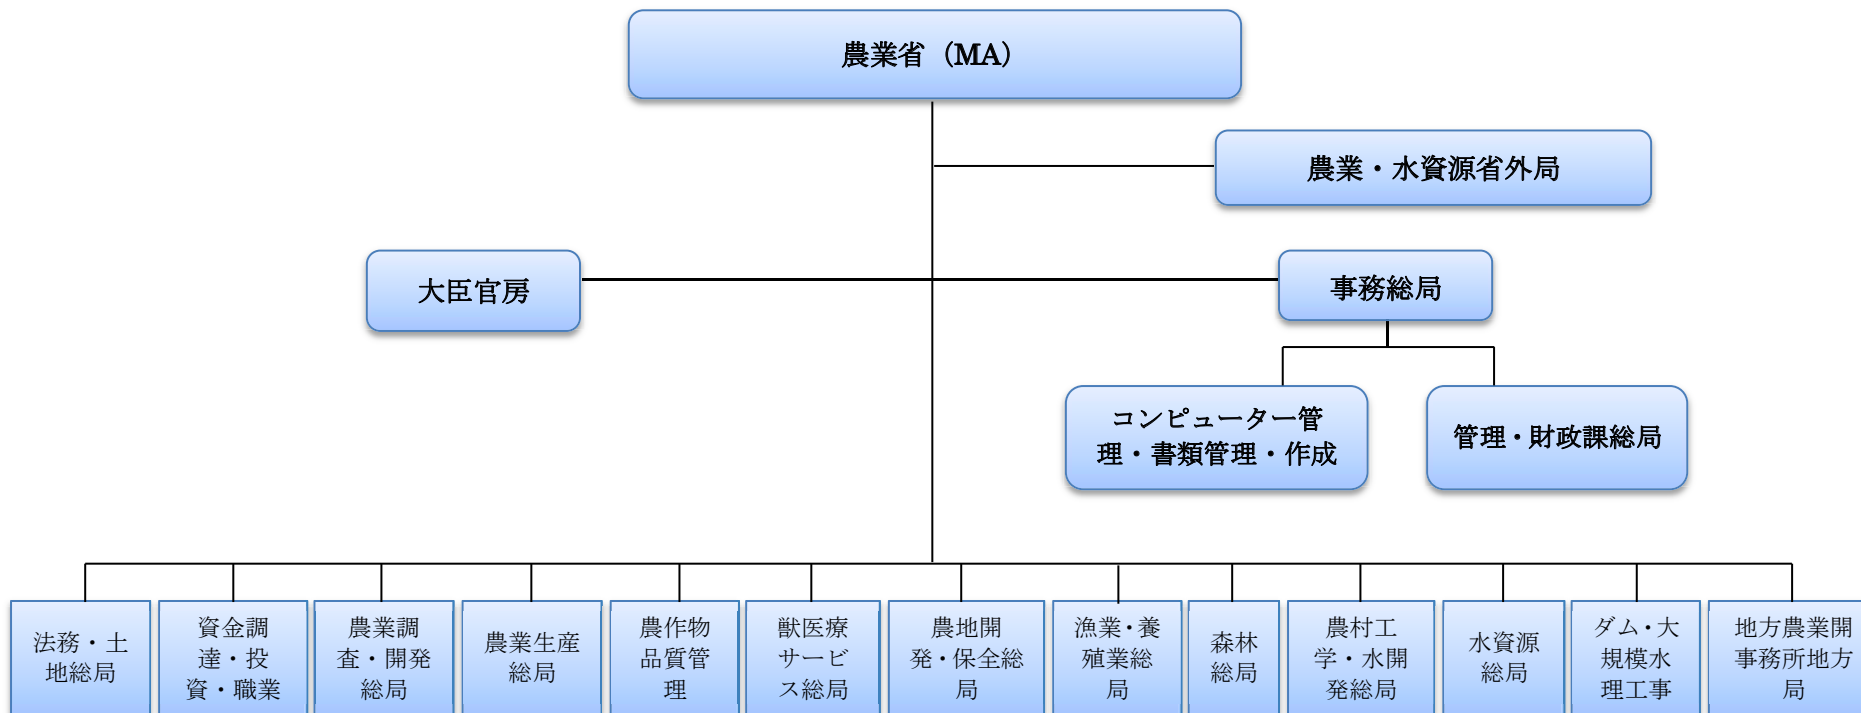 農業省（MA）
農業・水資源省外局
大臣官房
事務総局
コンピューター管
理・書類管理・作成
管理・財政課総局
法務・土
地総局
資金調
達・投
資・職業
農業調
査・開発
総局
農業生産
総局
農作物
品質管
理
獣医療
サービ
ス総局
農地開
発・保全総
局
漁業・養
殖業総
局
森林
総局
農村工
学・水開
発総局
水資源
総局
ダム・大
規模水
理工事
地方農業開
事務所地方
局